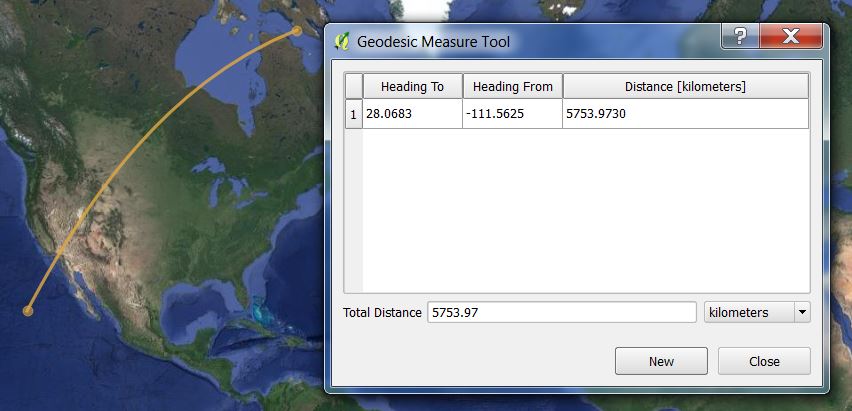 Geodesic Measure Tool
Heading To Heading From Distance [kilometers]
1 28.0683 -111.5625 5753.9730
Total Distance 5753.97 kilometers
New Close